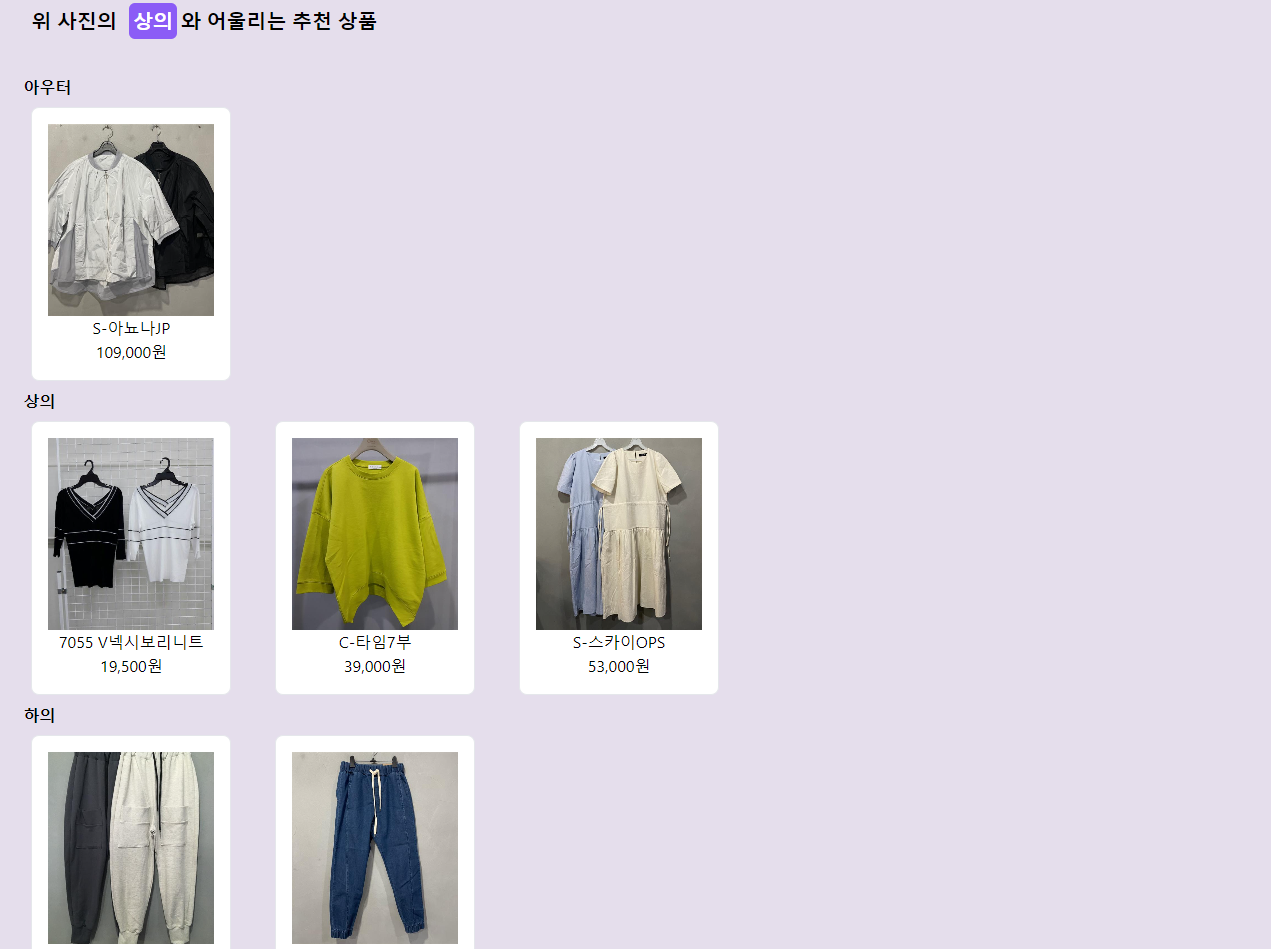 위 사진의 상의 와 어울리는 추천 상품
아우터
S-아뇨나JP
109,000원
상의
7055 V넥시보리니트
19,500원
C-타임7부
39,000원
S-스카이OPS
53,000원
하의